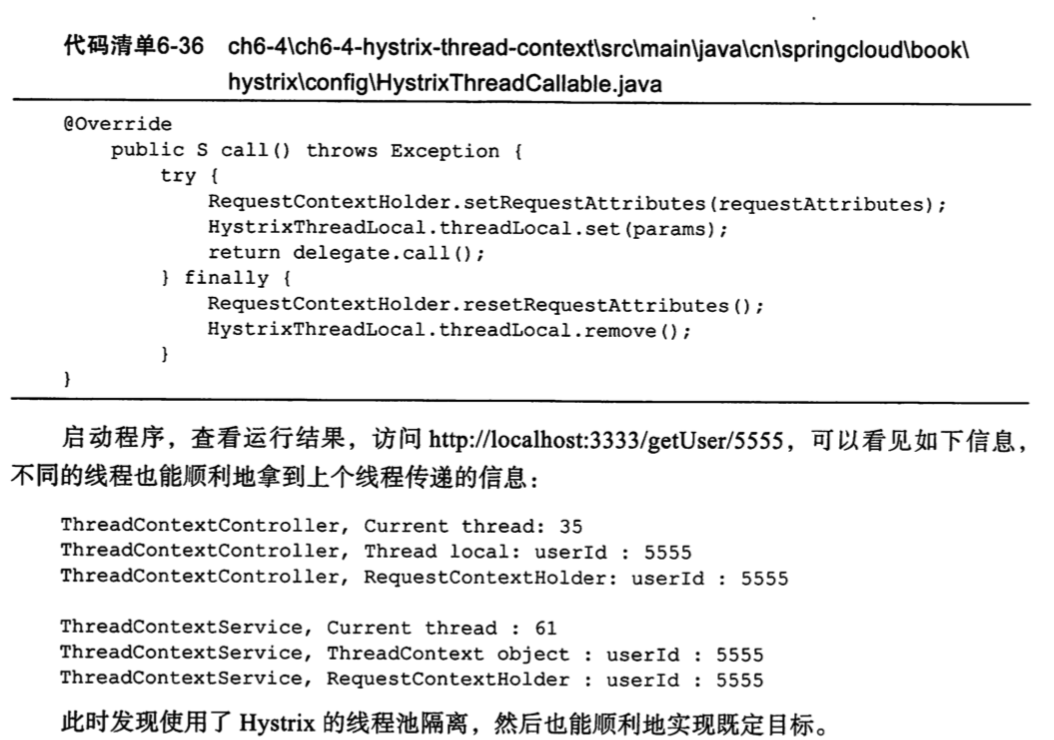 代码清单6-36 ch6-4\ch6-4-hystrix-thread-context\src\main\java\cn\springcloud\book\
hystrix\config\HystrixThreadCallable.java
@Override
    public S call() throws Exception {
        try {
            RequestContextHolder.setRequestAttributes(requestAttributes);
            HystrixThreadLocal.threadLocal.set(params);
            return delegate.call();
        } finally {
            RequestContextHolder.resetRequestAttributes();
            HystrixThreadLocal.threadLocal.remove();
        }
}
启动程序，查看运行结果，访问 http://localhost:3333/getUser/5555，可以看见如下信息，
不同的线程也能顺利地拿到上个线程传递的信息：
ThreadContextController, Current thread: 35
ThreadContextController, Thread local: userId : 5555
ThreadContextController, RequestContextHolder: userId : 5555
ThreadContextService, Current thread : 61
ThreadContextService, ThreadContext object : userId : 5555
ThreadContextService, RequestContextHolder : userId : 5555
此时发现使用了 Hystrix 的线程池隔离，然后也能顺利地实现既定目标。